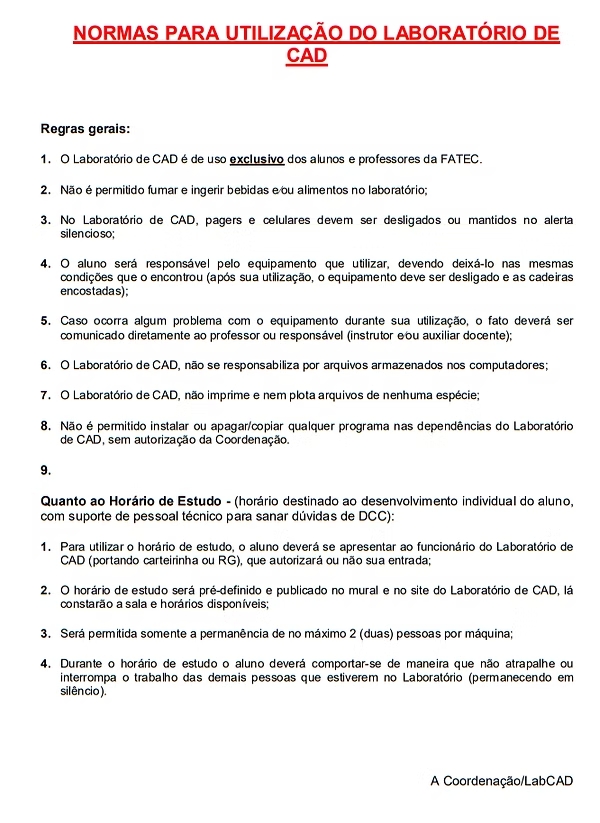 NORMAS PARA UTILIZAÇÃO DO LABORATÓRIO DE
CAD
Regras gerais:
1. O Laboratório de CAD é de uso exclusivo dos alunos e professores da FATEC.
2. Não é permitido fumar e ingerir bebidas e/ou alimentos no laboratório;
3. No Laboratório de CAD, pagers e celulares devem ser desligados ou mantidos no alerta
silencioso;
4. O aluno será responsável pelo equipamento que utilizar, devendo deixá-lo nas mesmas
condições que o encontrou (após sua utilização, o equipamento deve ser desligado e as cadeiras
encostadas);
5. Caso ocorra algum problema com o equipamento durante sua utilização, o fato deverá ser
comunicado diretamente ao professor ou responsável (instrutor e/ou auxiliar docente);
6. O Laboratório de CAD, não se responsabiliza por arquivos armazenados nos computadores;
7. O Laboratório de CAD, não imprime e nem plota arquivos de nenhuma espécie;
8. Não é permitido instalar ou apagar/copiar qualquer programa nas dependências do Laboratório
de CAD, sem autorização da Coordenação.
9.
Quanto ao Horário de Estudo - (horário destinado ao desenvolvimento individual do aluno,
com suporte de pessoal técnico para sanar dúvidas de DCC):
1. Para utilizar o horário de estudo, o aluno deverá se apresentar ao funcionário do Laboratório de
CAD (portando carteirinha ou RG), que autorizará ou não sua entrada;
2. O horário de estudo será pré-definido e publicado no mural e no site do Laboratório de CAD, lá
constarão a sala e horários disponíveis;
3. Será permitida somente a permanência de no máximo 2 (duas) pessoas por máquina;
4. Durante o horário de estudo o aluno deverá comportar-se de maneira que não atrapalhe ou
interrompa o trabalho das demais pessoas que estiverem no Laboratório (permanecendo em
silêncio).
A Coordenação/LabCAD